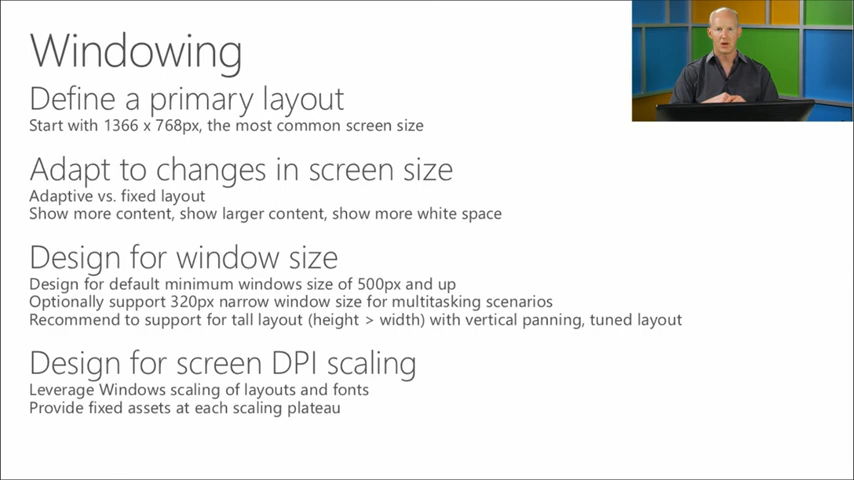 Windowing
Define a primary layout
Start with 1366 x 768px, the most common screen size
Adapt to changes in screen size
Adaptive vs. fixed layout
Show more content, show larger content, show more white space
Design for window size
Design for default minimum windows size of 500px and up
Optionally support 320px narrow window size for multitasking scenarios
Recommend to support for tall layout (height > width) with vertical panning, tuned layout
Design for screen DPI scaling
Leverage Windows scaling of layouts and fonts
Provide fixed assets at each scaling plateau